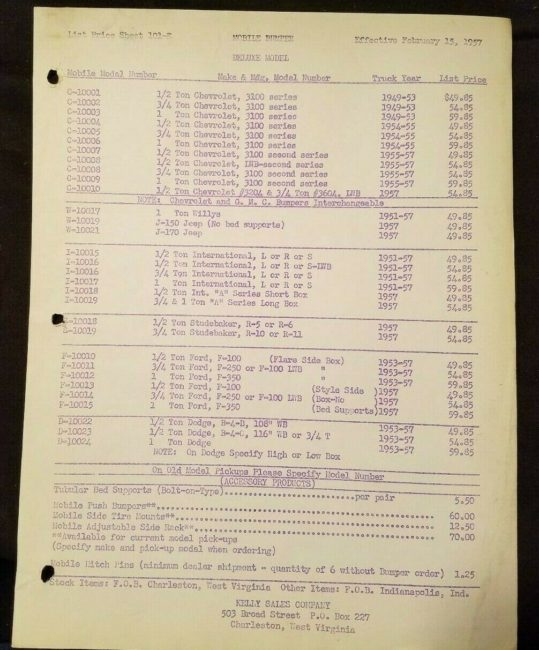 List Price Sheet 101-E MOBILE BUMPER Effective February 15, 1957
DELUXE MODEL
Mobile Model Number Make & Mfg. Model Number Truck Year List Price
C-10001 1/2 Ton Chevrolet, 3100 series 1949-53 $49.85
C-10002 3/4 Ton Chevrolet, 3100 series 1949-53 54.85
C-10003 1 Ton Chevrolet, 3100 series 1949-53 59.85
C-10004 1/2 Ton Chevrolet, 3100 series 1954-55 49.85
C-10005 3/4 Ton Chevrolet, 3100 series 1954-55 54.85
C-10006 1 Ton Chevrolet, 3100 series 1954-55 59.85
C-10007 1/2 Ton Chevrolet, 3100 second series 1955-57 49.85
C-10008 1/2 Ton Chevrolet, LWB-second series 1955-57 54.85
C-10008 3/4 Ton Chevrolet, 3100 second series 1955-57 54.85
C-10009 1 Ton Chevrolet, 3100 second series 1955-57 59.85
C-10010 1/2 Ton Chevrolet #3204 & 3/4 Ton #3604, LWB 1957 54.85
NOTE: Chevrolet and G. M. C. Bumpers Interchangeable
W-10017 1 Ton Willys 1951-57 49.85
W-10019 J-150 Jeep (No bed supports) 1957 49.85
W-10021 J-170 Jeep 1957 49.85
I-10015 1/2 Ton International, L or R or S 1951-57 49.85
I-10016 1/2 Ton International, L or R or S-LWB 1951-57 54.85
I-10016 3/4 Ton International, L or R or S 1951-57 54.85
I-10017 1 Ton International, L or R or S 1951-57 59.85
I-10018 1/2 Ton Int. "A" Series Short Box 1957 49.85
I-10019 3/4 & 1 Ton "A" Series Long Box 1957 54.85
-10018 1/2 Ton Studebaker, R-5 or R-6 1957 49.85
-10019 3/4 Ton Studebaker, R-10 or R-11 1957 54.85
F-10010 1/2 Ton Ford, F-100 (Flare Side Box) 1953-57 49.85
F-10011 3/4 Ton Ford, F-250 or F-100 LWB " 1953-57 54.85
F-10012 1 Ton Ford, F-350 " 1953-57 59.85
F-10013 1/2 Ton Ford, F-100 (Style Side )1957 49.85
F-10014 3/4 Ton Ford, F-250 or F-100 LWB (Box-No )1957 54.85
F-10015 1 Ton Ford, F-350 (Bed Supports)1957 59.85
D-10022 1/2 Ton Dodge, B-4-B, 108" WB 1953-57 49.85
D-10023 1/2 Ton Dodge, B-4-C, 116" WB or 3/4 T 1953-57 54.85
D-10024 1 Ton Dodge 1953-57 59.85
NOTE: On Dodge Specify High or Low Box
On Old Model Pickups Please Specify Model Number
(ACCESSORY PRODUCTS)
Tubular Bed Supports (Bolt-on-Type)....................per pair 5.50
Mobile Push Bumpers**........................................ 60.00
Mobile Side Tire Mounts**.................................... 12.50
Mobile Adjustable Side Rack**................................ 70.00
**Available for current model pick-ups
(Specify make and pick-up model when ordering)
Mobile Hitch Pins (minimum dealer shipment - quantity of 6 without Bumper order) 1.25
Stock Items: F.O.B. Charleston, West Virginia Other Items: F.O.B. Indianapolis, Ind.
KELLY SALES COMPANY
503 Broad Street P.O. Box 227
Charleston, West Virginia